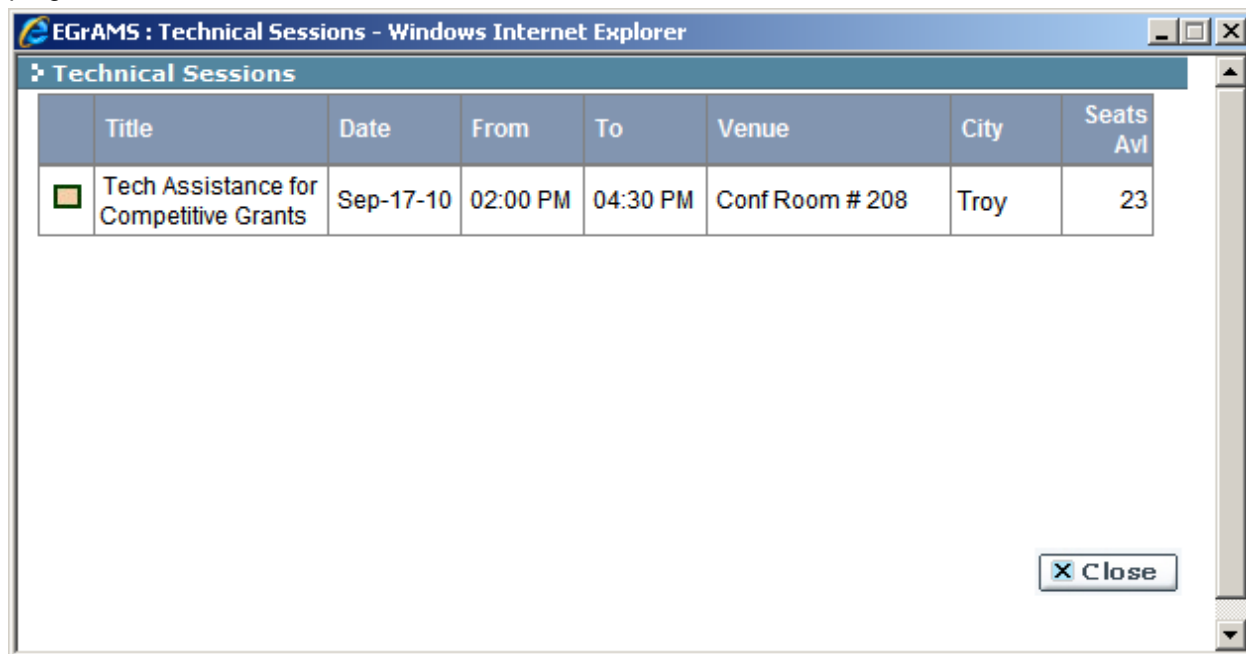 EGrAMS : Technical Sessions - Windows Internet Explorer
Technical Sessions
Title Date From To Venue City Seats Avl
Tech Assistance for Competitive Grants Sep-17-10 02:00 PM 04:30 PM Conf Room # 208 Troy 23
Close